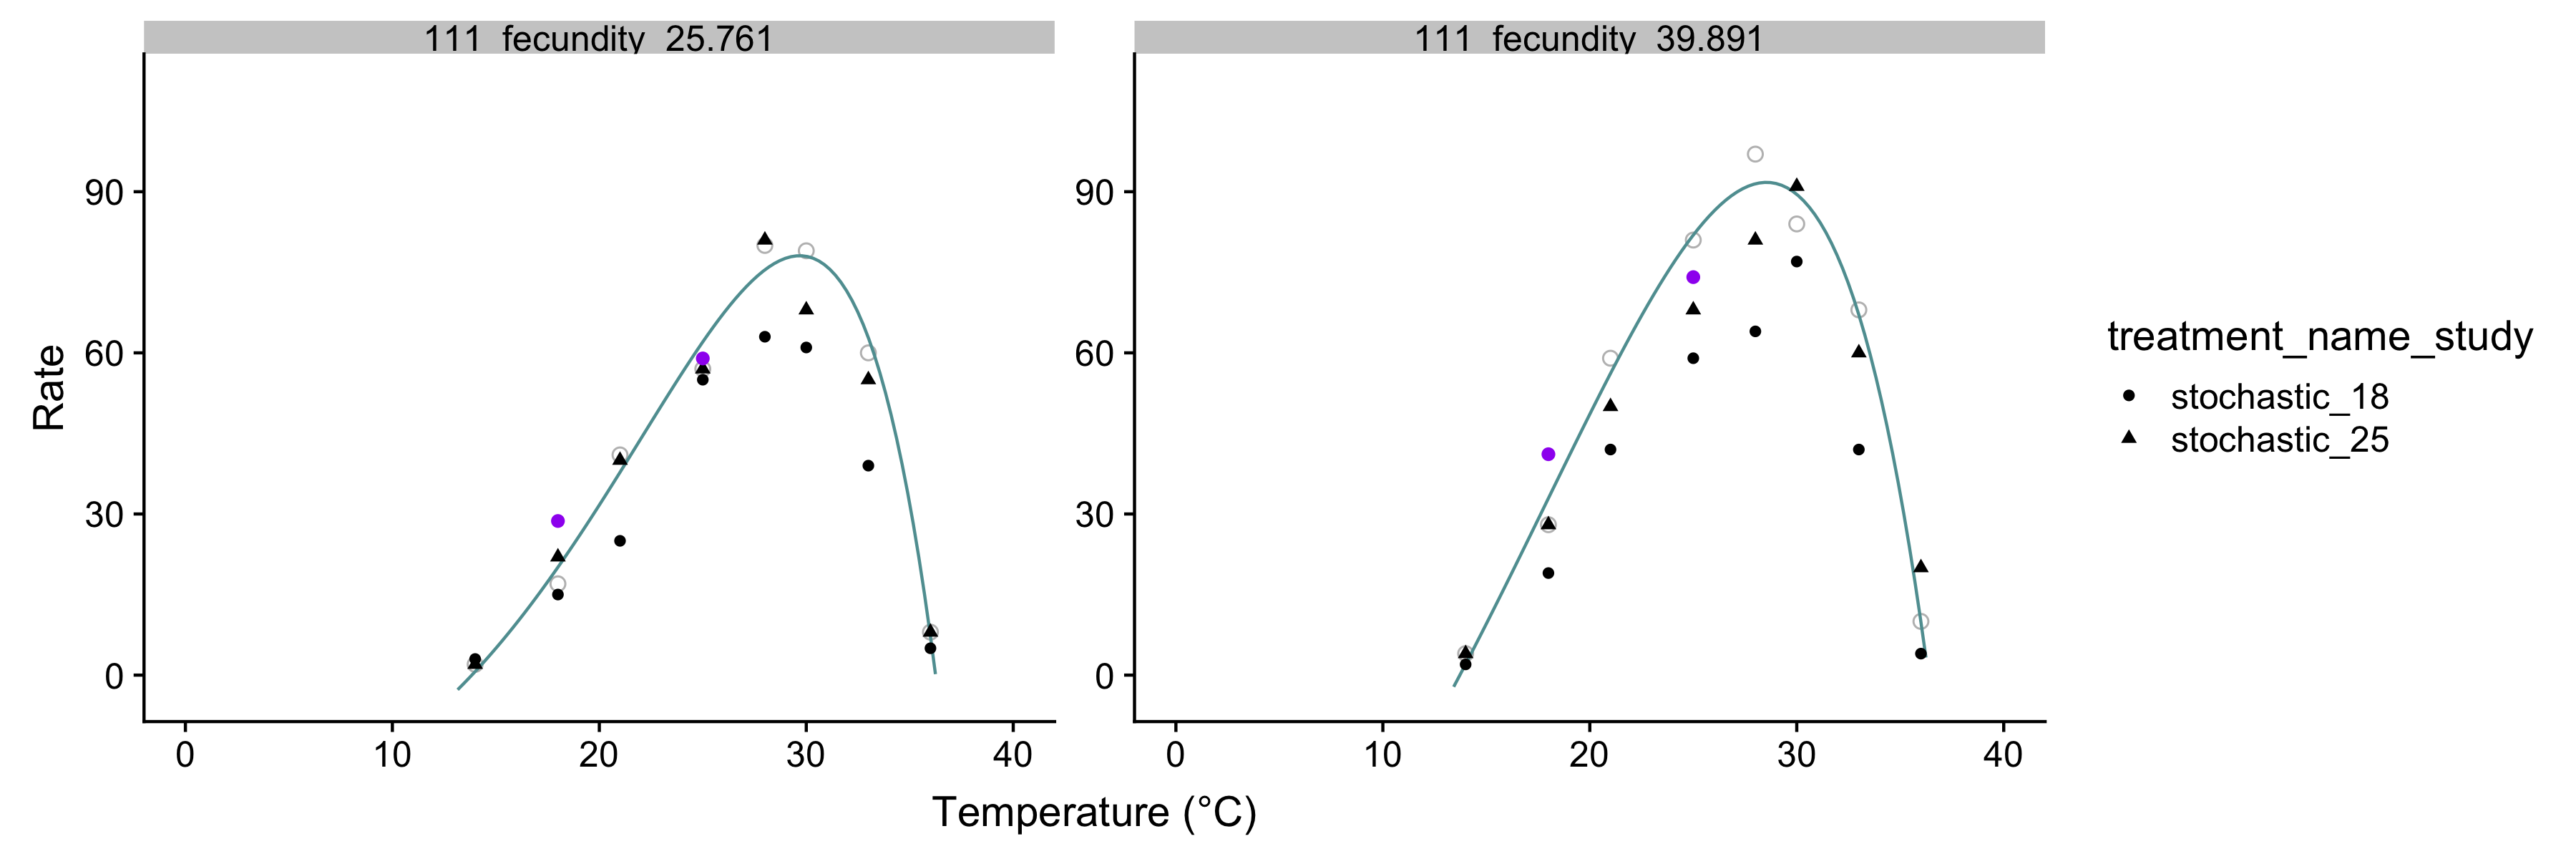 111 fecundity 25.761
111 fecundity 39.891
Rate
90
60
30
0
90
60
30
0
0 10 20 30 40
0 10 20 30 40
Temperature (°C)
treatment_name_study
stochastic_18
stochastic_25